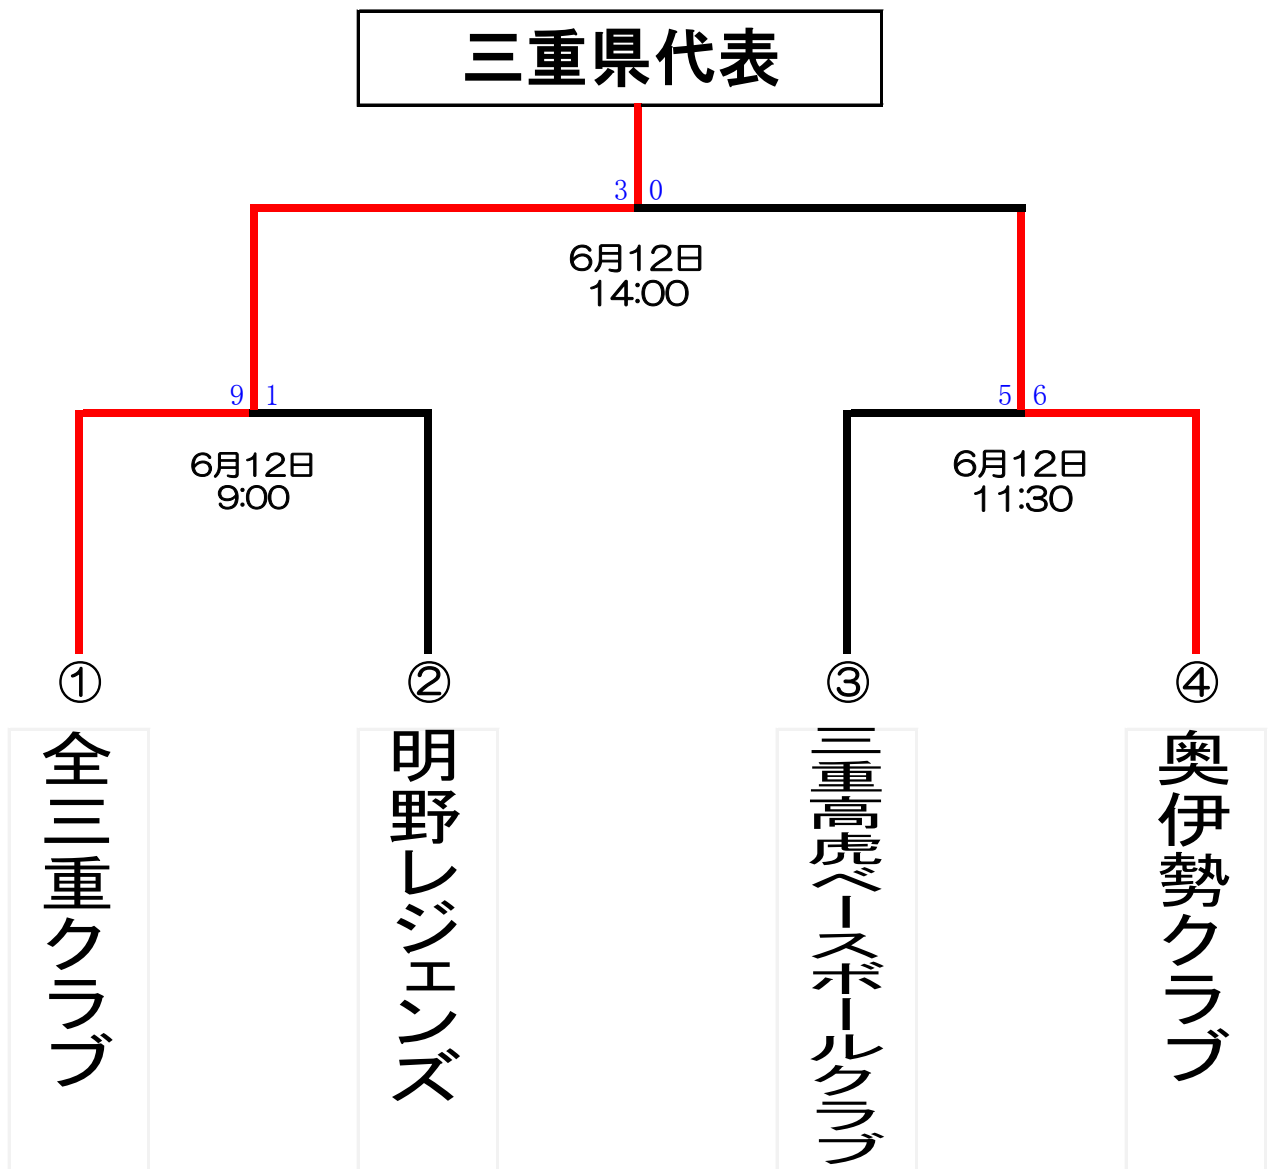 三重県代表
3 0
6月12日
14:00
9 1
5 6
6月12日
9:00
6月12日
11:30
①
②
③
④
全三重クラブ
明野レジェンズ
三重高虎ベースボールクラブ
奥伊勢クラブ